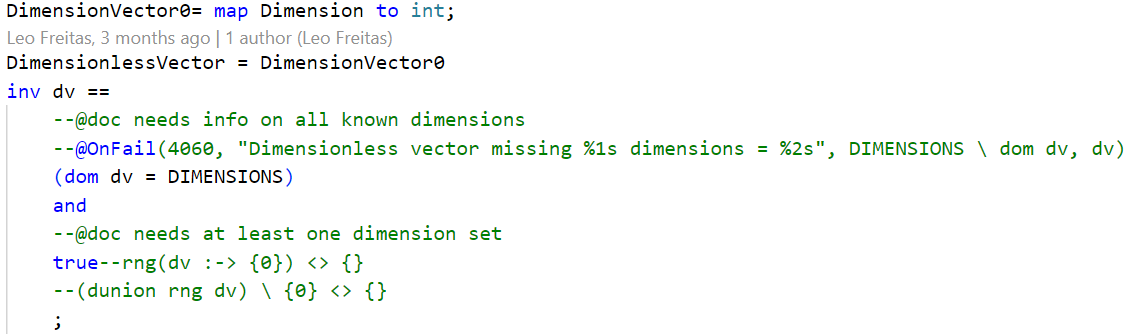 DimensionVector0= map Dimension to int;
Leo Freitas, 3 months ago | 1 author (Leo Freitas)
DimensionlessVector = DimensionVector0
inv dv ==
    --@doc needs info on all known dimensions
    --@OnFail(4060, "Dimensionless vector missing %1s dimensions = %2s", DIMENSIONS \ dom dv, dv)
    (dom dv = DIMENSIONS)
    and
    --@doc needs at least one dimension set
    true--rng(dv :-> {0}) <> {}
    --(dunion rng dv) \ {0} <> {}
    ;